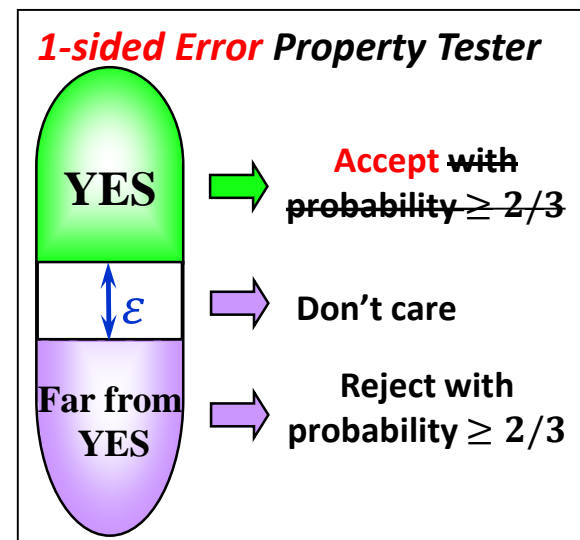 1-sided Error Property Tester
YES
Accept with
probability ≥ 2/3
ε
Don’t care
Far from
YES
Reject with
probability ≥ 2/3